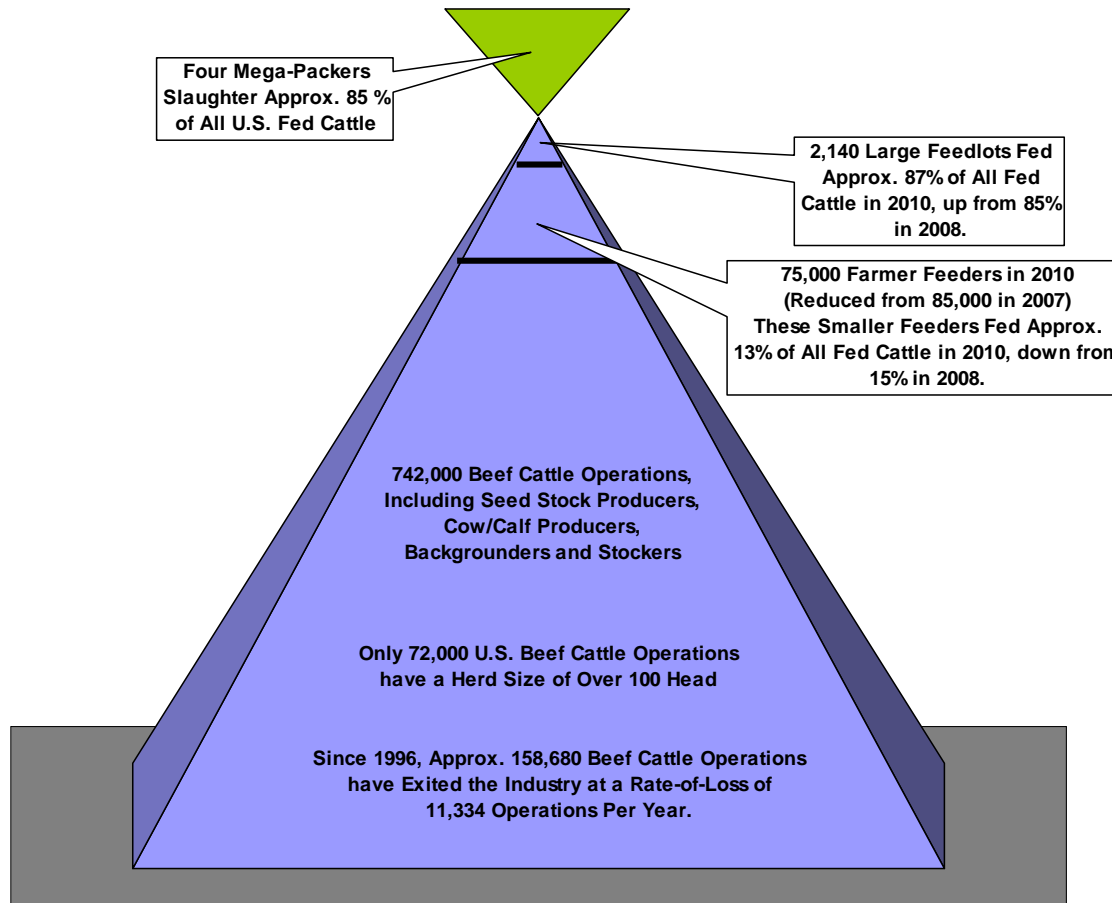 Four Mega-Packers
Slaughter Approx. 85 %
of All U.S. Fed Cattle
2,140 Large Feedlots Fed
Approx. 87% of All Fed
Cattle in 2010, up from 85%
in 2008.
75,000 Farmer Feeders in 2010
(Reduced from 85,000 in 2007)
These Smaller Feeders Fed Approx.
13% of All Fed Cattle in 2010, down from
15% in 2008.
742,000 Beef Cattle Operations,
Including Seed Stock Producers,
Cow/Calf Producers,
Backgrounders and Stockers
Only 72,000 U.S. Beef Cattle Operations
have a Herd Size of Over 100 Head
Since 1996, Approx. 158,680 Beef Cattle Operations
have Exited the Industry at a Rate-of-Loss of
11,334 Operations Per Year.